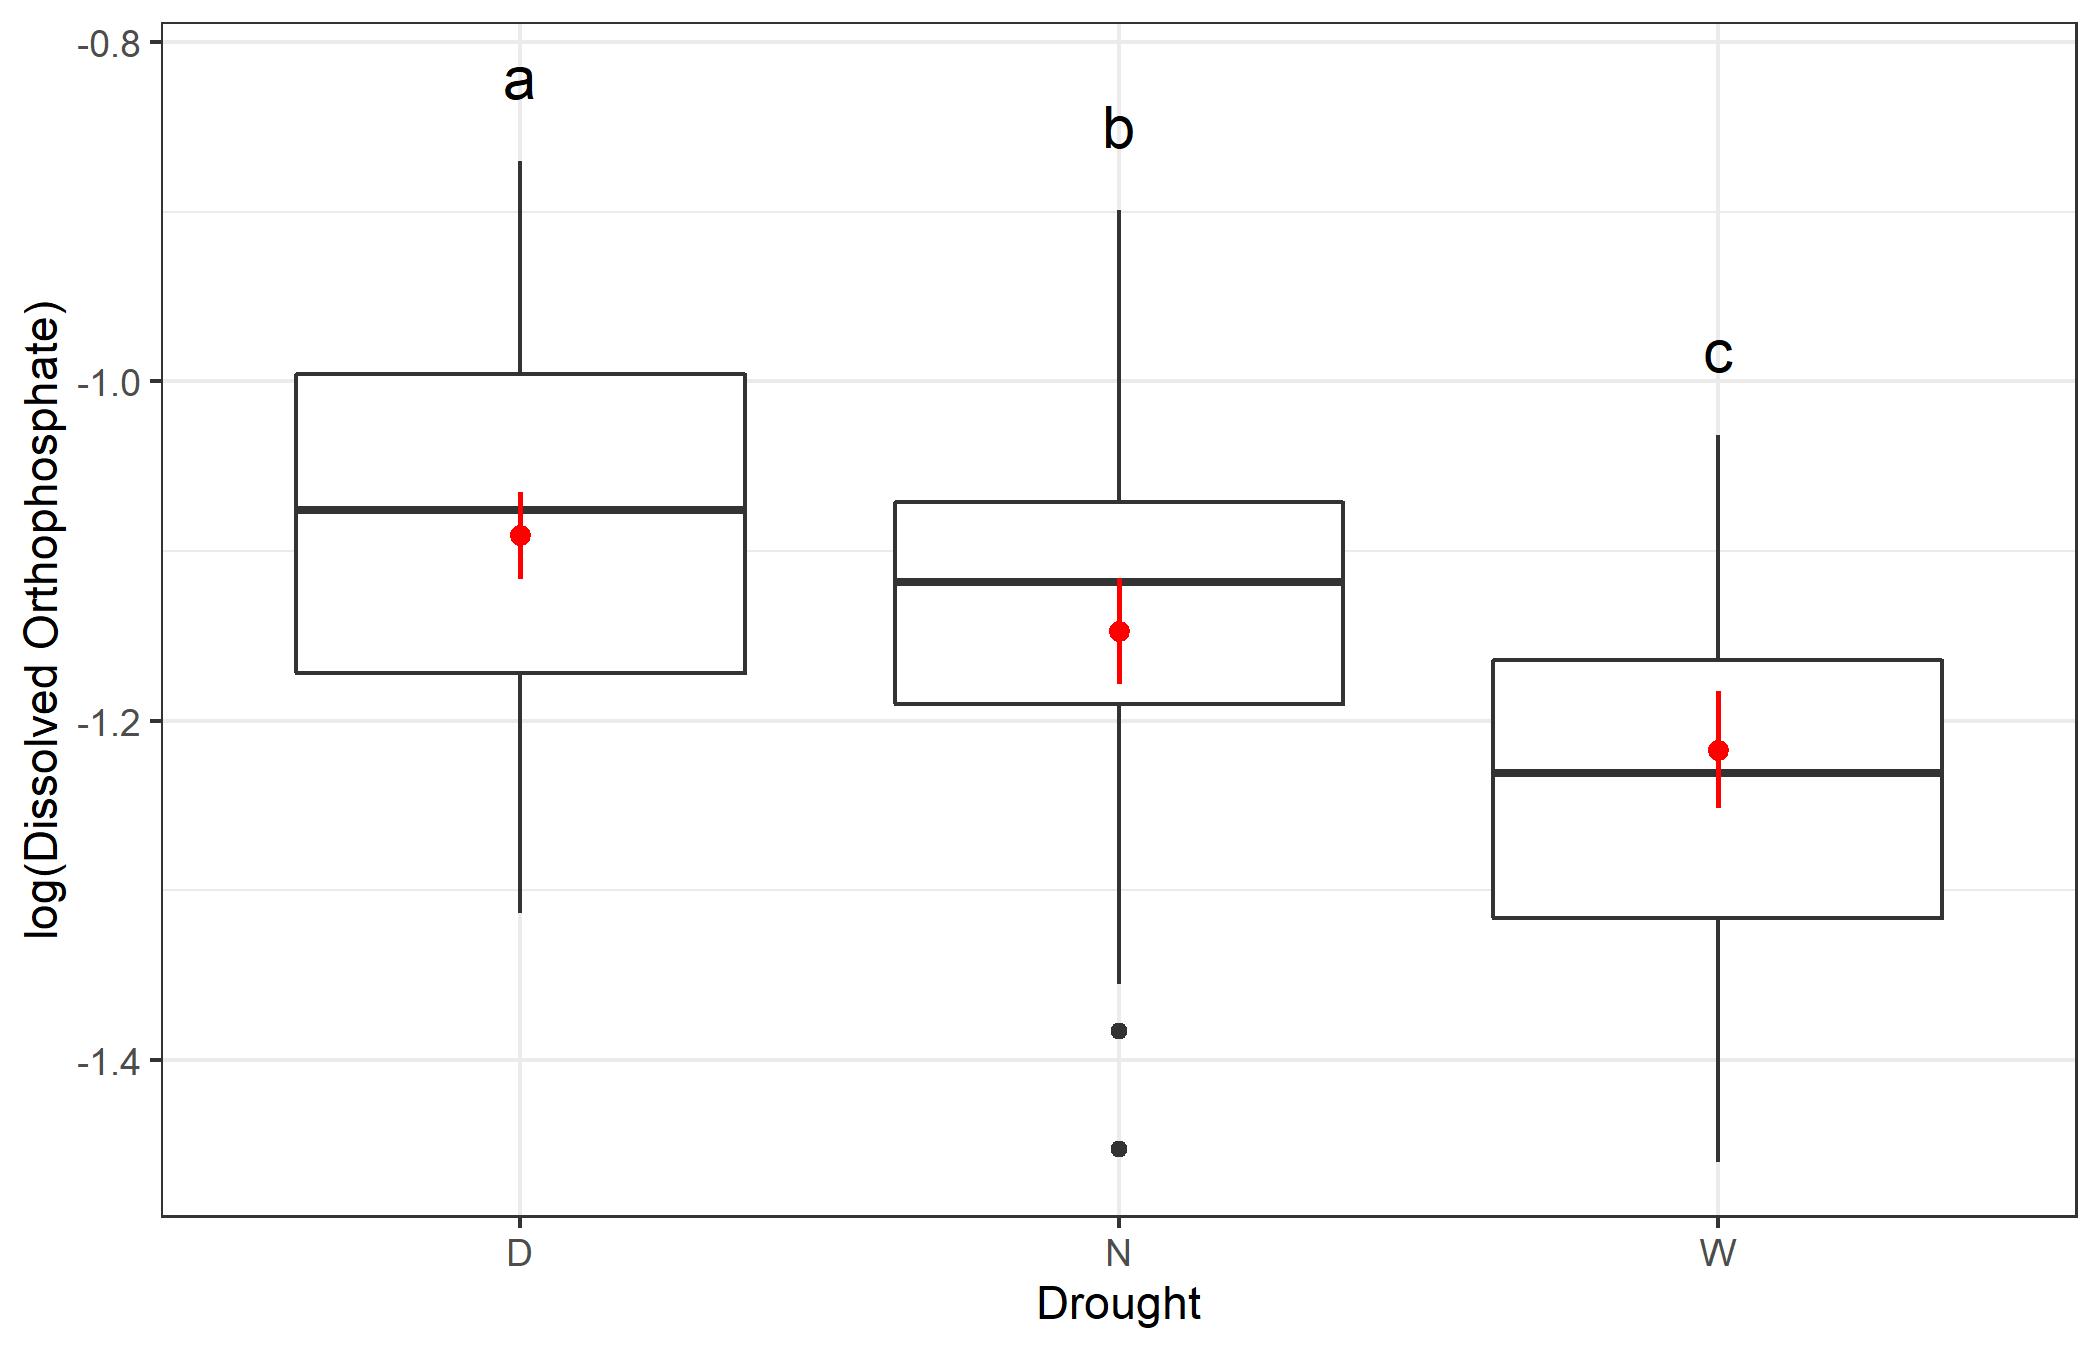 log(Dissolved Orthophosphate)
-0.8
-1.0
-1.2
-1.4
a
b
c
D N W
Drought